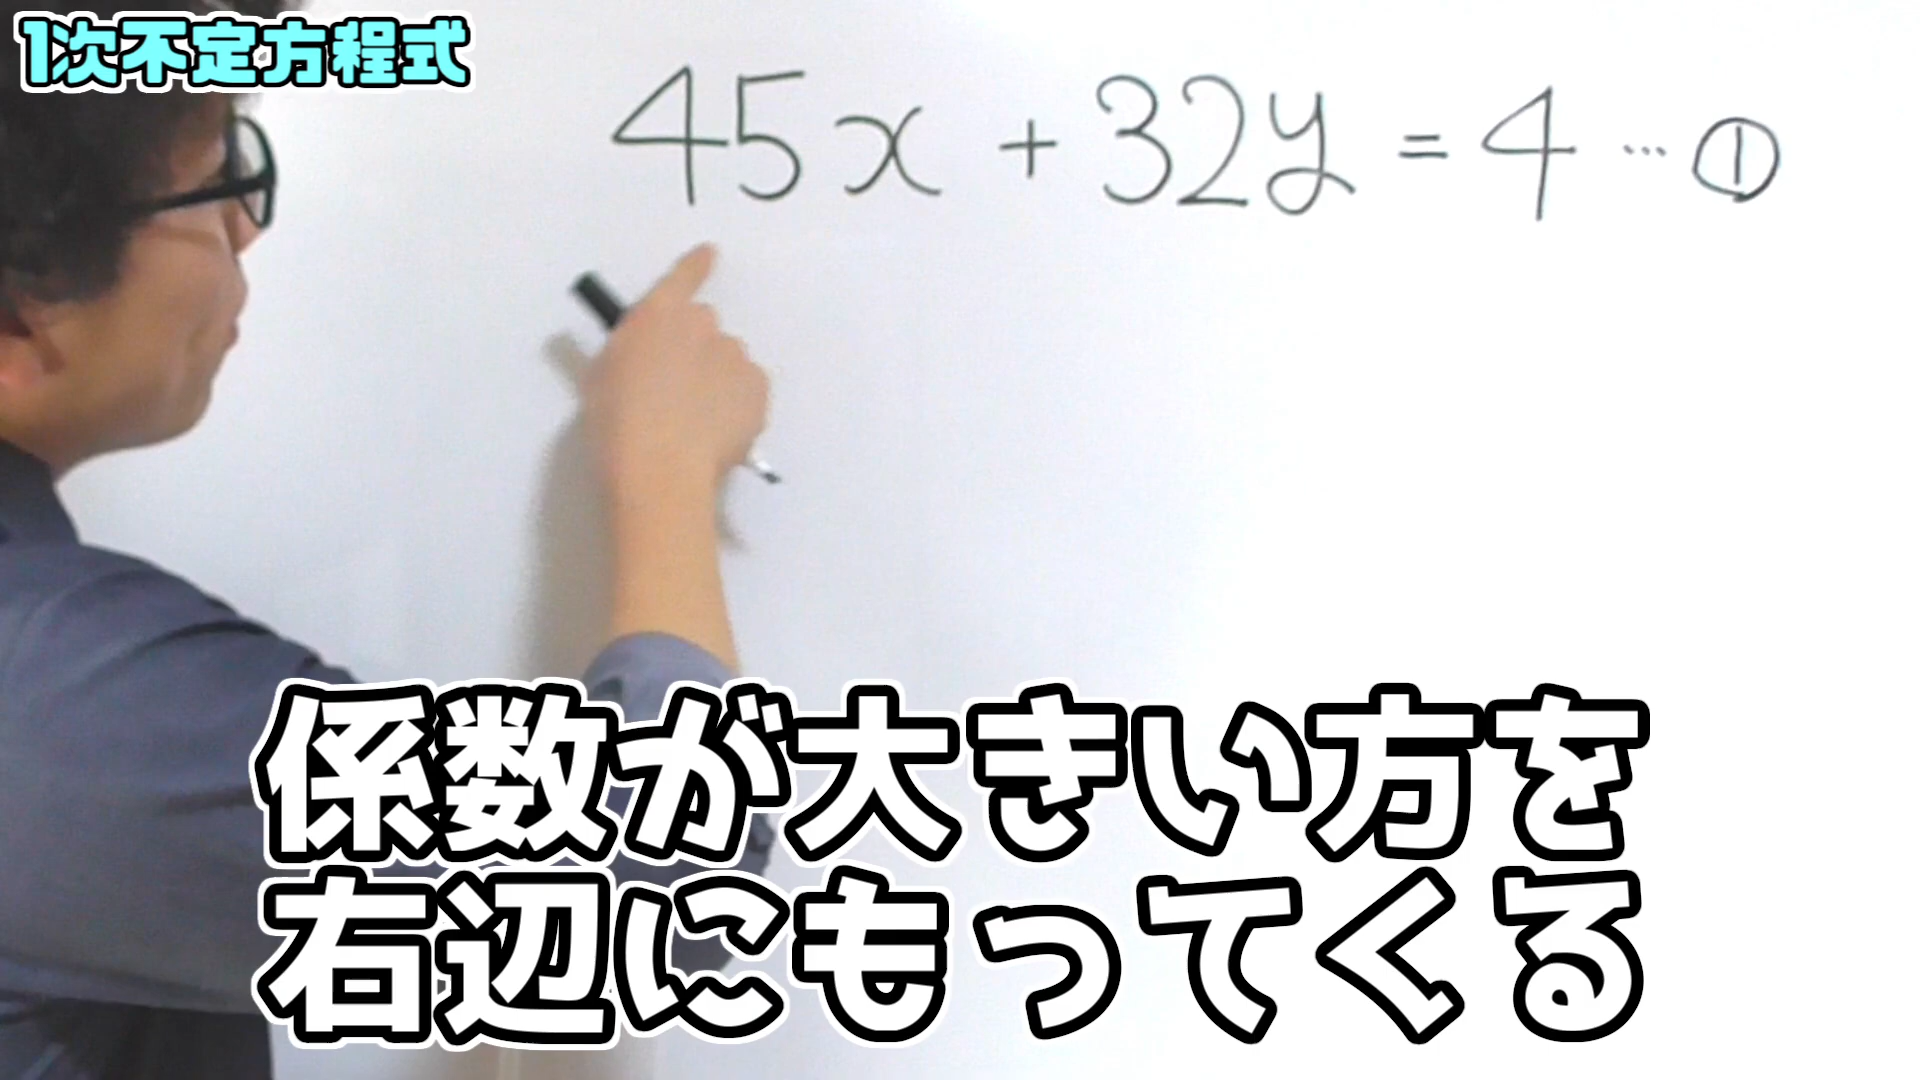 1次不定方程式
45x + 32y = 4 … ①
係数が大きい方を
右辺にもってくる